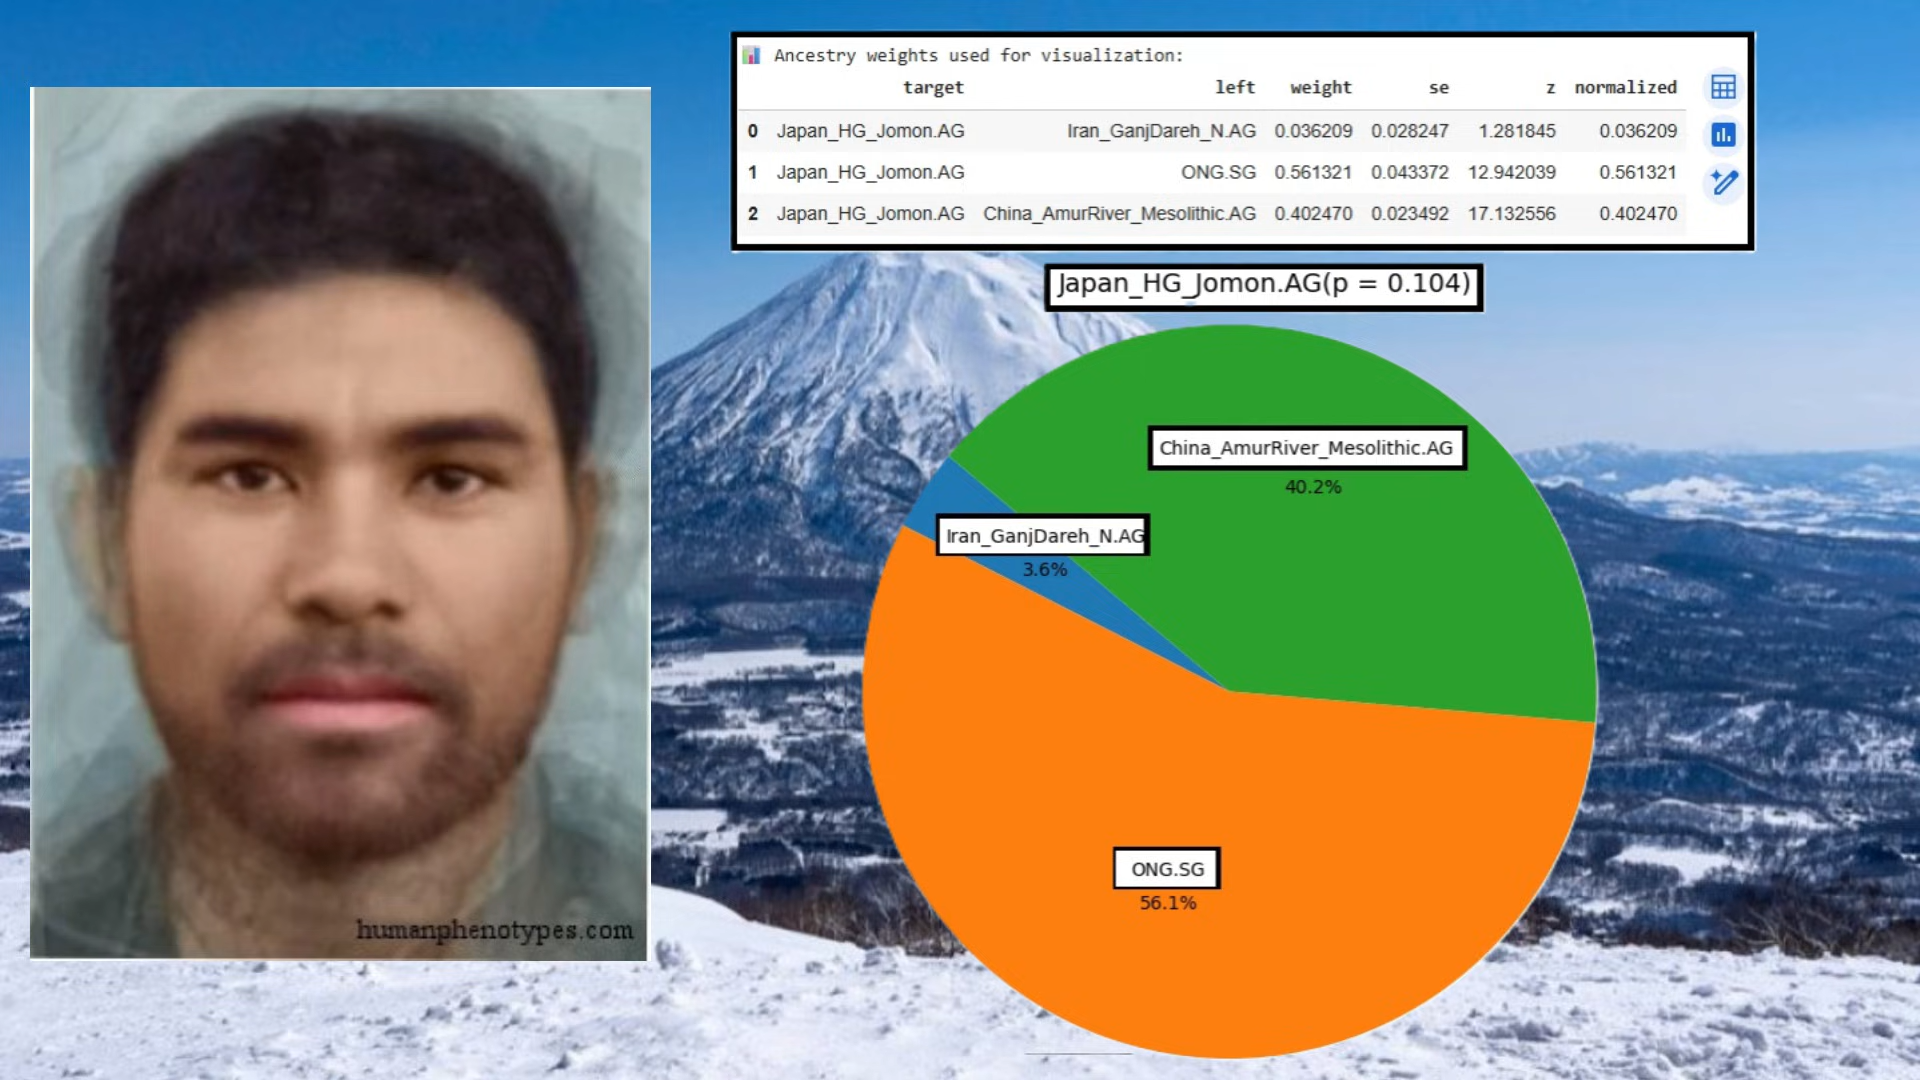 Ancestry weights used for visualization:
target left weight se z normalized
0 Japan_HG_Jomon.AG Iran_GanjDareh_N.AG 0.036209 0.028247 1.281845 0.036209
1 Japan_HG_Jomon.AG ONG.SG 0.561321 0.043372 12.942039 0.561321
2 Japan_HG_Jomon.AG China_AmurRiver_Mesolithic.AG 0.402470 0.023492 17.132556 0.402470
Japan_HG_Jomon.AG(p = 0.104)
China_AmurRiver_Mesolithic.AG
40.2%
Iran_GanjDareh_N.AG
3.6%
ONG.SG
56.1%
humanphenotypes.com